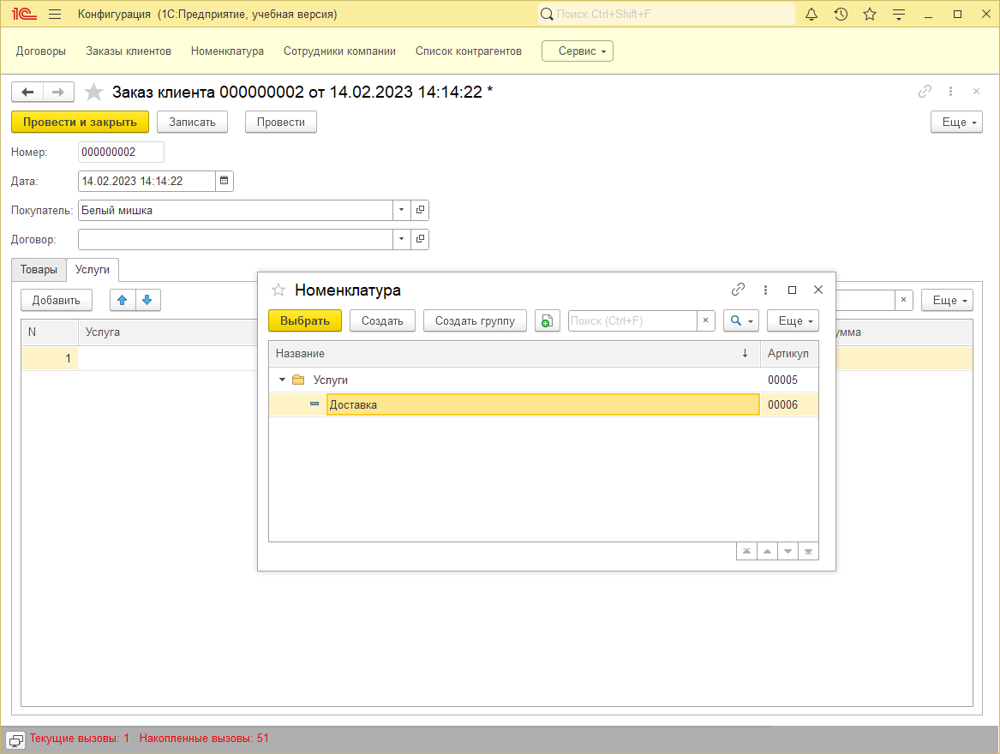 1С Конфигурация (1С:Предприятие, учебная версия) Поиск Ctrl+Shift+F
Договоры Заказы клиентов Номенклатура Сотрудники компании Список контрагентов Сервис
Заказ клиента 000000002 от 14.02.2023 14:14:22 *
Провести и закрыть Записать Провести Еще
Номер: 000000002
Дата: 14.02.2023 14:14:22
Покупатель: Белый мишка
Договор:
Товары Услуги
Добавить Еще
N Услуга умма
1
Номенклатура
Выбрать Создать Создать группу Поиск (Ctrl+F) Еще
Название Артикул
Услуги 00005
Доставка 00006
Текущие вызовы: 1 Накопленные вызовы: 51